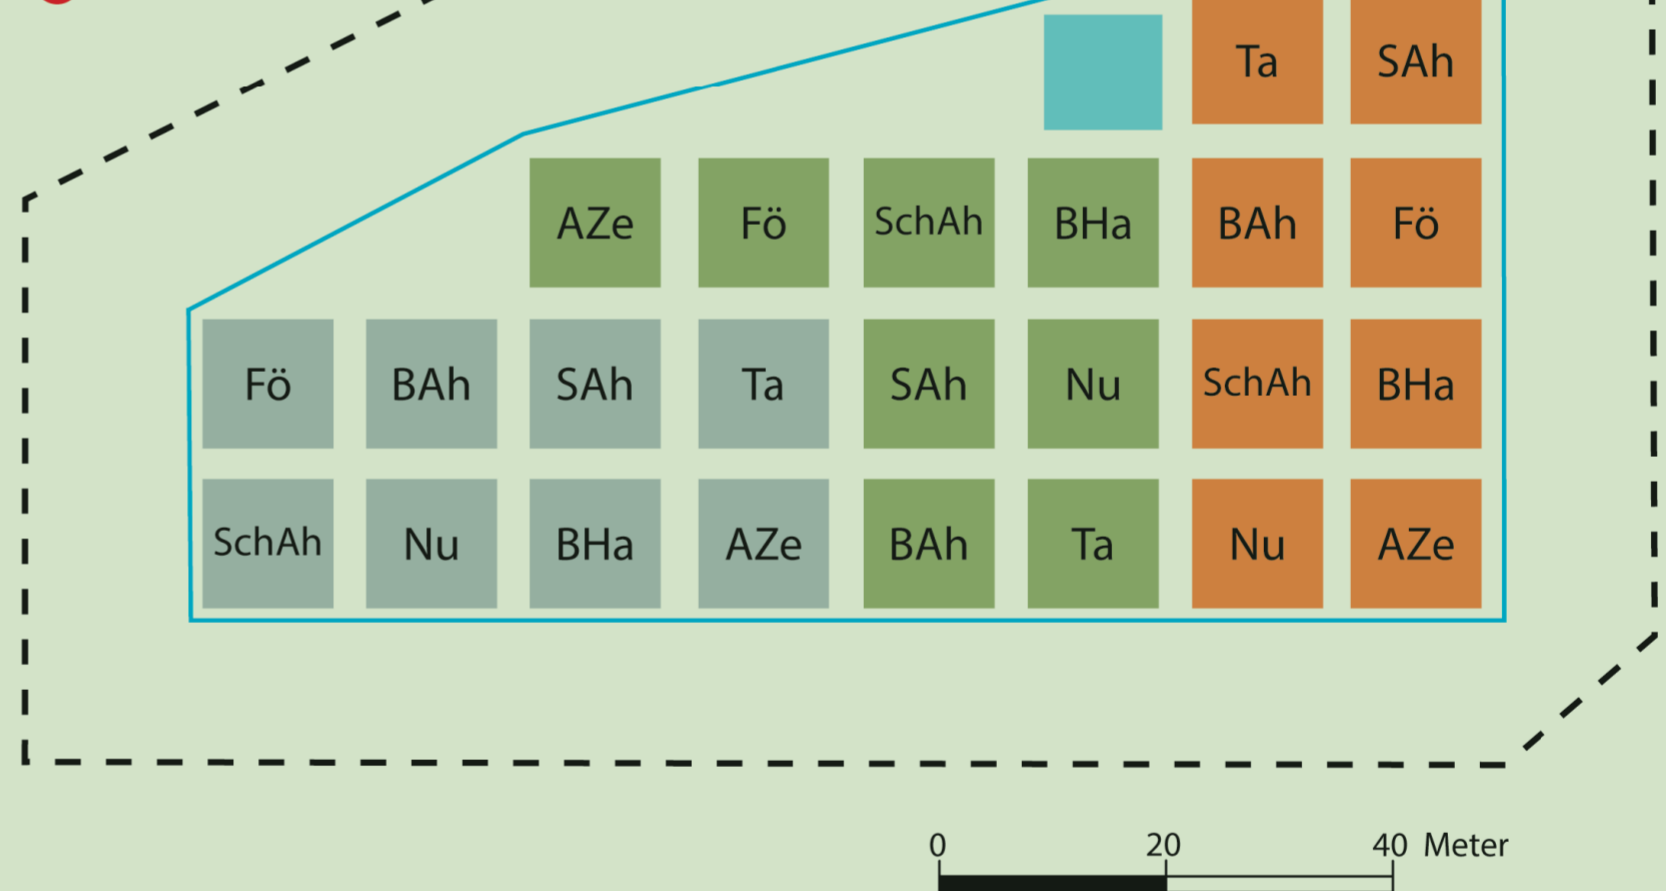 Ta SAh
AZe Fö SchAh BHa BAh Fö
Fö BAh SAh Ta SAh Nu SchAh BHa
SchAh Nu BHa AZe BAh Ta Nu AZe
0 20 40 Meter